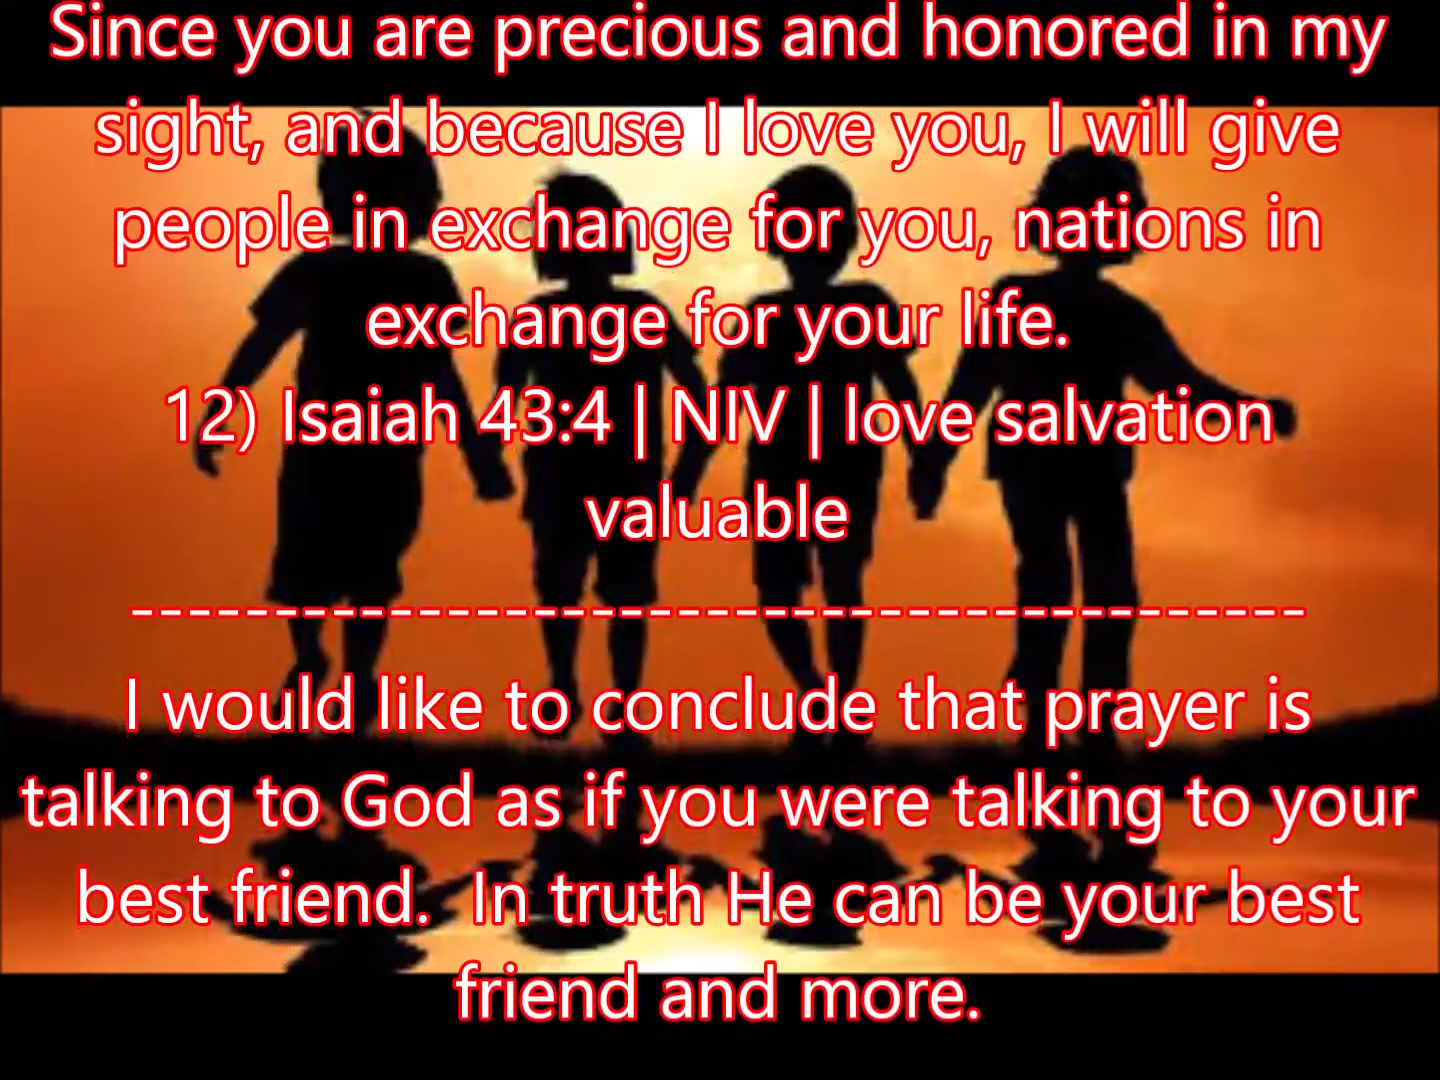 Since you are precious and honored in my
sight, and because I love you, I will give
people in exchange for you, nations in
exchange for your life.
12) Isaiah 43:4 | NIV | love salvation
valuable
-----------------------------------------
I would like to conclude that prayer is
talking to God as if you were talking to your
best friend.  In truth He can be your best
friend and more.